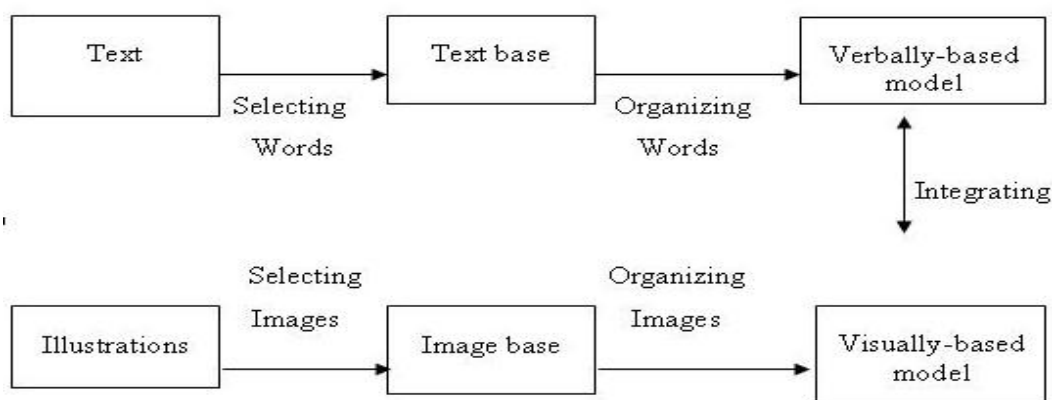 Text
Text base
Verbally-based
model
Selecting
Words
Organizing
Words
Integrating
Selecting
Images
Organizing
Images
Illustrations
Image base
Visually-based
model